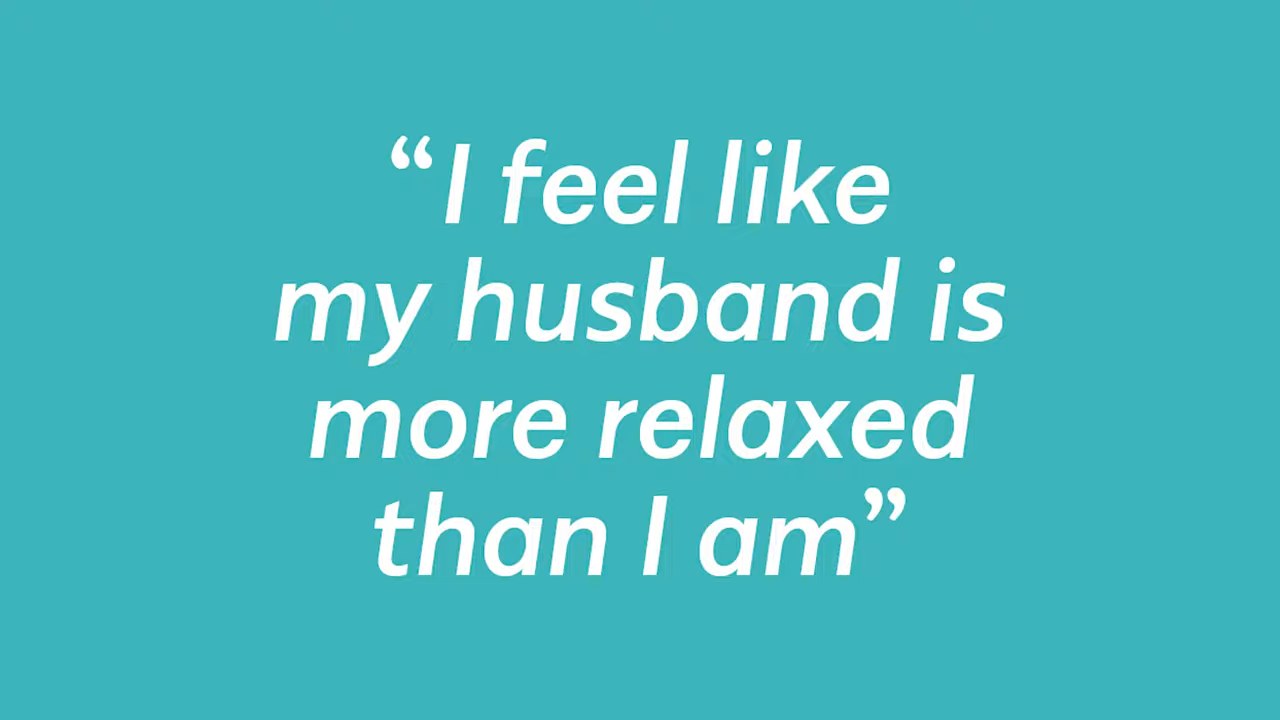 “I feel like
my husband is
more relaxed
than I am”